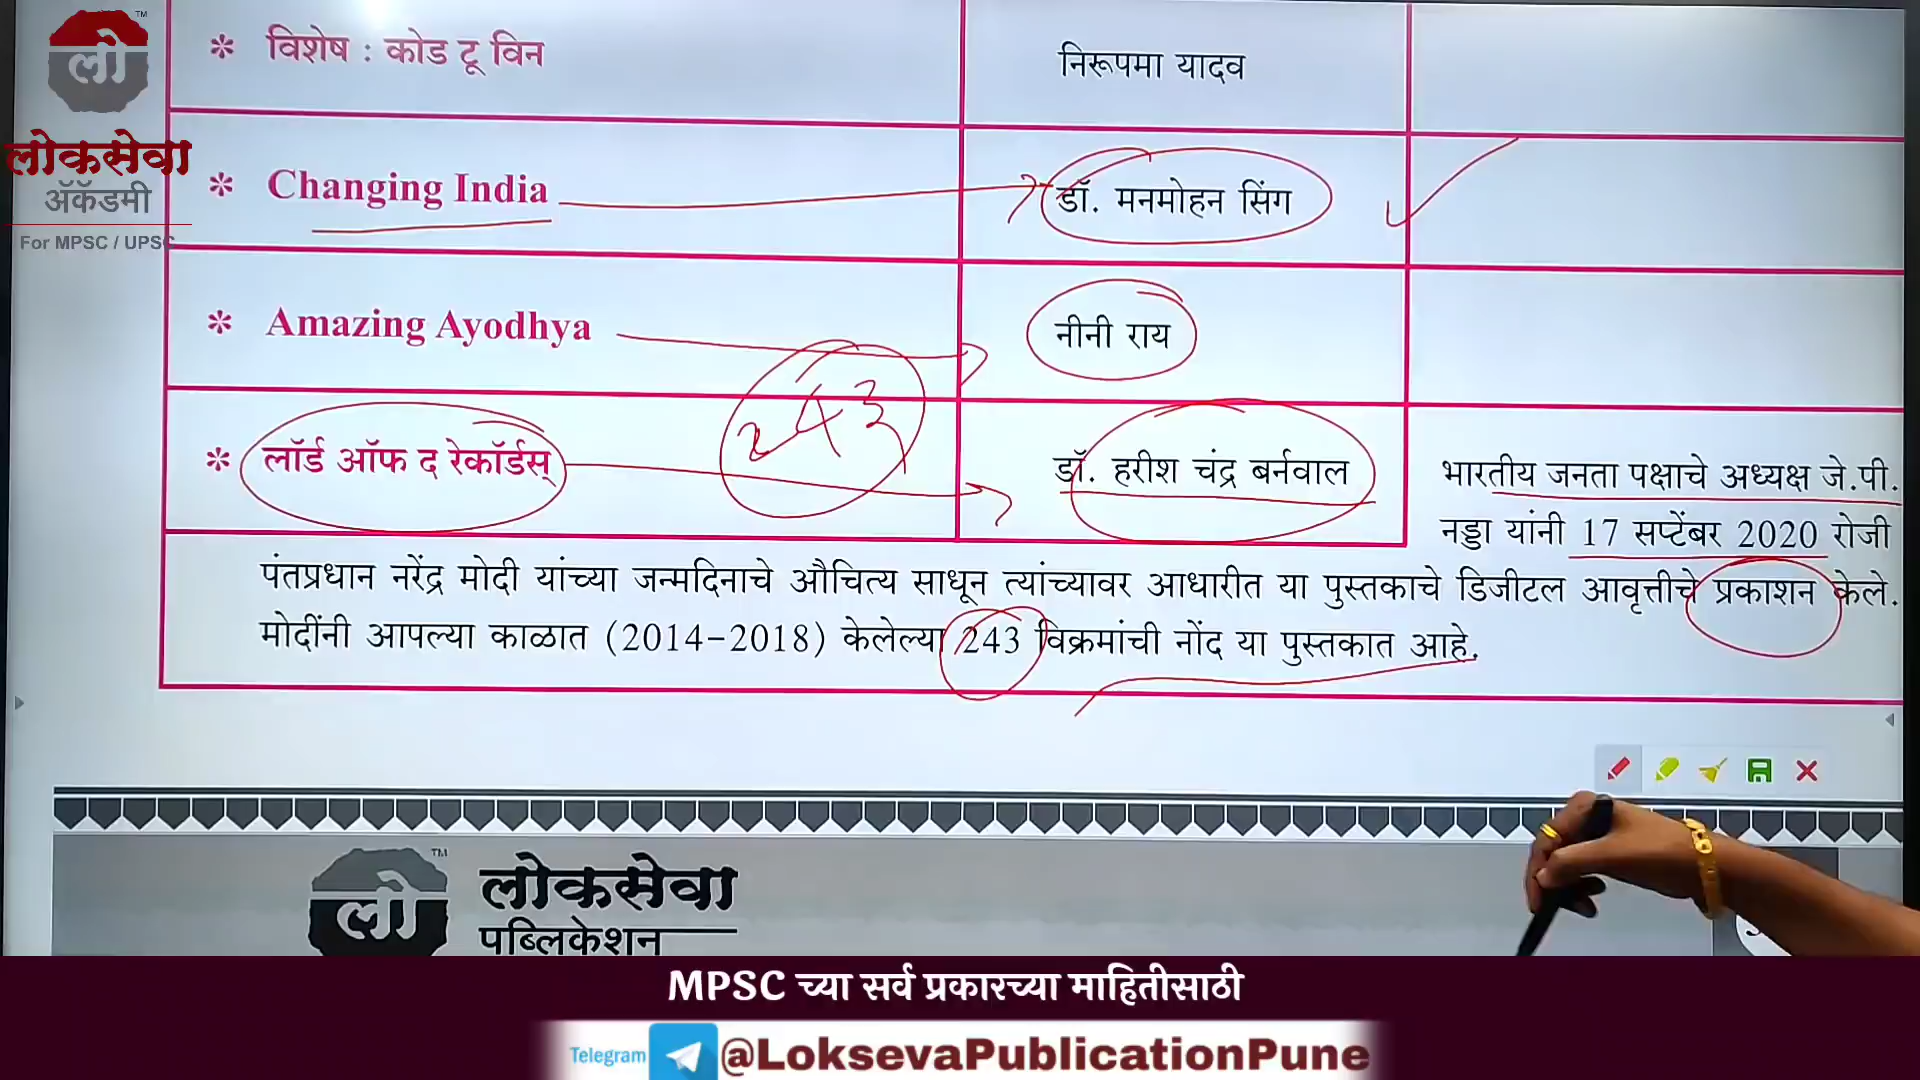 * विशेष : कोड टू विन
निरूपमा यादव
TM
लो
लोकसेवा
ॲकॅडमी
For MPSC / UPSC
* Changing India
डॉ. मनमोहन सिंग
* Amazing Ayodhya
नीनी राय
243
* लॉर्ड ऑफ द रेकॉर्डस्
डॉ. हरीश चंद्र बर्नवाल
भारतीय जनता पक्षाचे अध्यक्ष जे.पी.
नड्डा यांनी 17 सप्टेंबर 2020 रोजी
पंतप्रधान नरेंद्र मोदी यांच्या जन्मदिनाचे औचित्य साधून त्यांच्यावर आधारीत या पुस्तकाचे डिजीटल आवृत्तीचे प्रकाशन केले.
मोदींनी आपल्या काळात (2014-2018) केलेल्या 243 विक्रमांची नोंद या पुस्तकात आहे.
TM
लो
लोकसेवा
पब्लिकेशन
MPSC च्या सर्व प्रकारच्या माहितीसाठी
Telegram @LoksevaPublicationPune